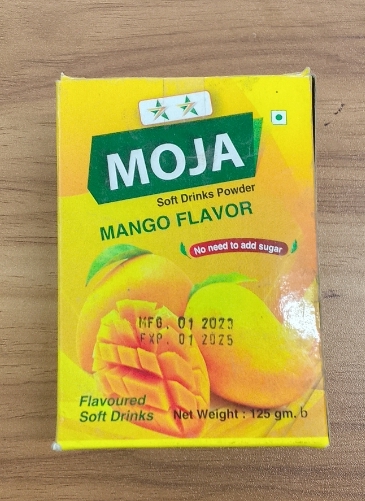 MOJA
Soft Drinks Powder
MANGO FLAVOR
No need to add sugar
MFG. 01 2023
EXP. 01 2025
Flavoured
Soft Drinks
Net Weight : 125 gm. b